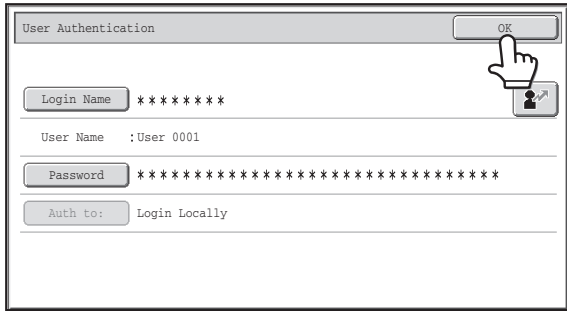 User Authentication OK
Login Name ********
User Name :User 0001
Password ********************************
Auth to: Login Locally